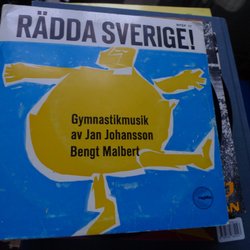 RÄDDA SVERIGE!
Gymnastikmusik
av Jan Johansson
Bengt Malbert